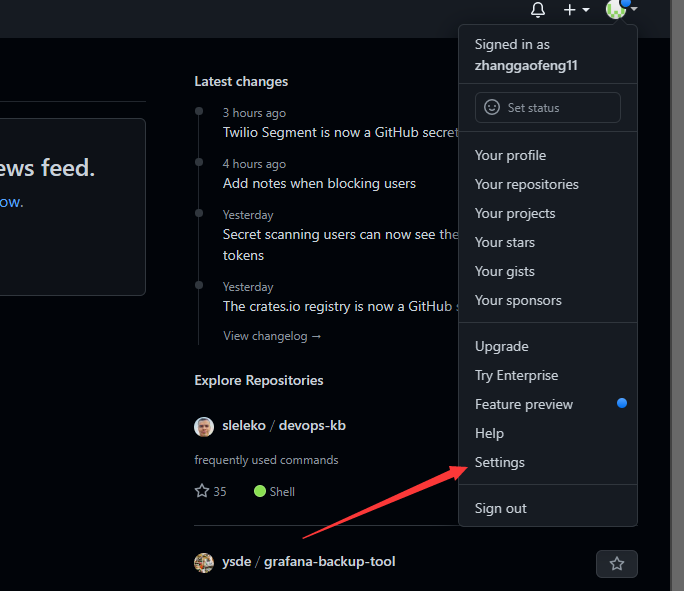 Signed in as
zhanggaofeng11
Set status
Your profile
Your repositories
Your projects
Your stars
Your gists
Your sponsors
Upgrade
Try Enterprise
Feature preview
Help
Settings
Sign out
ews feed.
ow.
Latest changes
3 hours ago
Twilio Segment is now a GitHub secret
4 hours ago
Add notes when blocking users
Yesterday
Secret scanning users can now see the
tokens
Yesterday
The crates.io registry is now a GitHub s
View changelog →
Explore Repositories
sleleko / devops-kb
frequently used commands
35 Shell
ysde / grafana-backup-tool